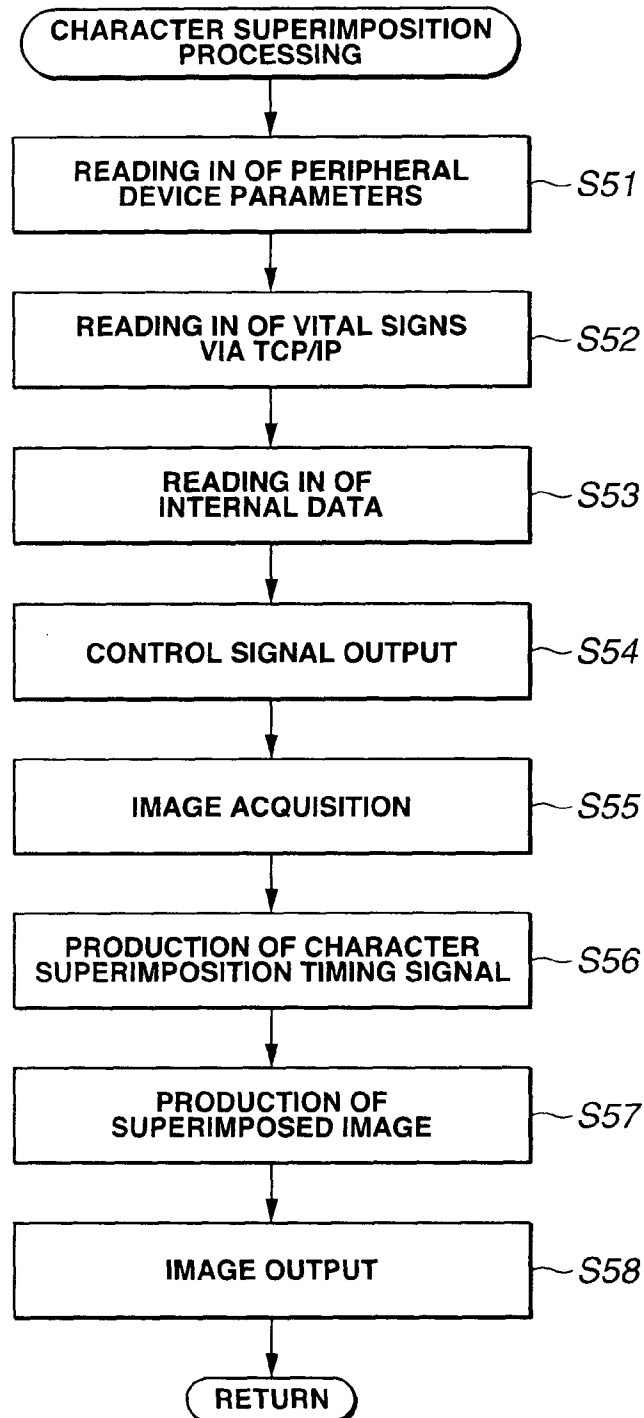 CHARACTER SUPERIMPOSITION
PROCESSING
READING IN OF PERIPHERAL
DEVICE PARAMETERS
S51
READING IN OF VITAL SIGNS
VIA TCP/IP
S52
READING IN OF
INTERNAL DATA
S53
CONTROL SIGNAL OUTPUT
S54
IMAGE ACQUISITION
S55
PRODUCTION OF CHARACTER
SUPERIMPOSITION TIMING SIGNAL
S56
PRODUCTION OF
SUPERIMPOSED IMAGE
S57
IMAGE OUTPUT
S58
RETURN